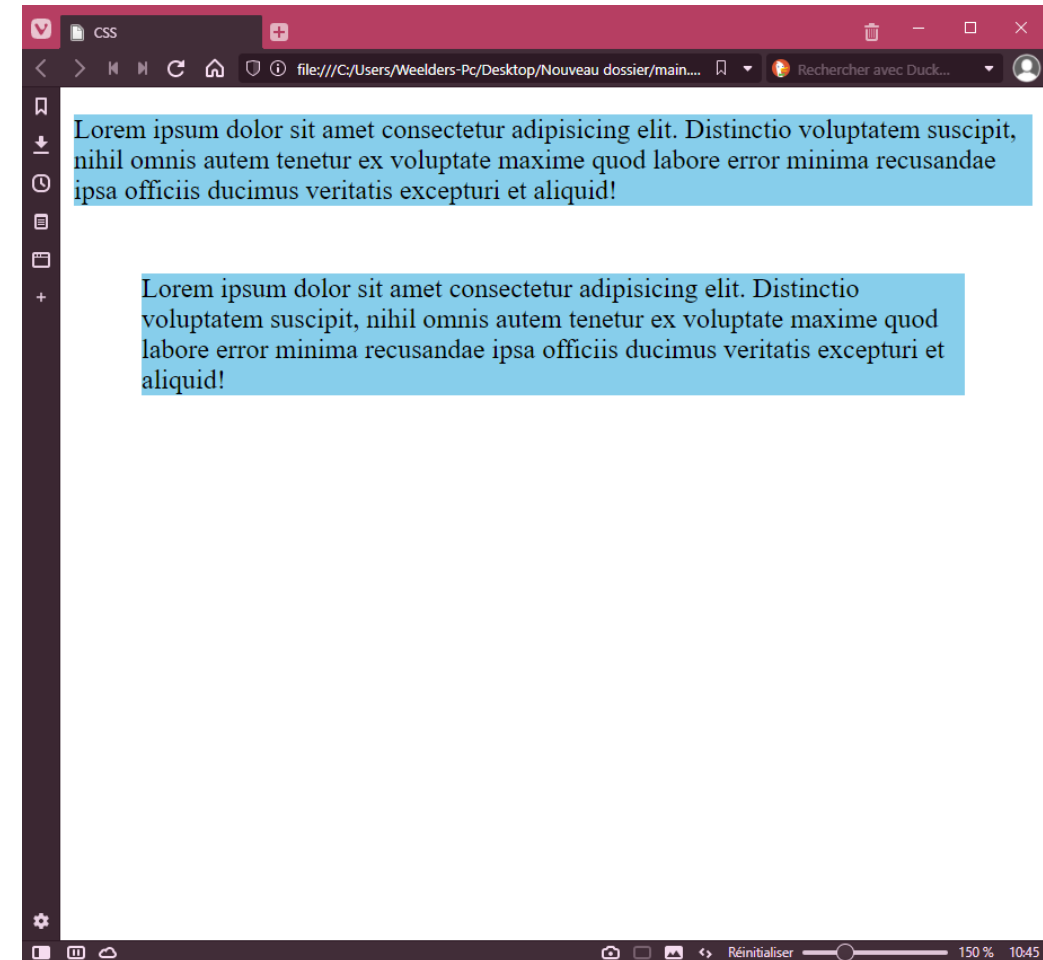 CSS
file:///C:/Users/Weelders-Pc/Desktop/Nouveau dossier/main....
Rechercher avec Duck...
Lorem ipsum dolor sit amet consectetur adipisicing elit. Distinctio voluptatem suscipit,
nihil omnis autem tenetur ex voluptate maxime quod labore error minima recusandae
ipsa officiis ducimus veritatis excepturi et aliquid!
Lorem ipsum dolor sit amet consectetur adipisicing elit. Distinctio
voluptatem suscipit, nihil omnis autem tenetur ex voluptate maxime quod
labore error minima recusandae ipsa officiis ducimus veritatis excepturi et
aliquid!
Réinitialiser 150 % 10:45